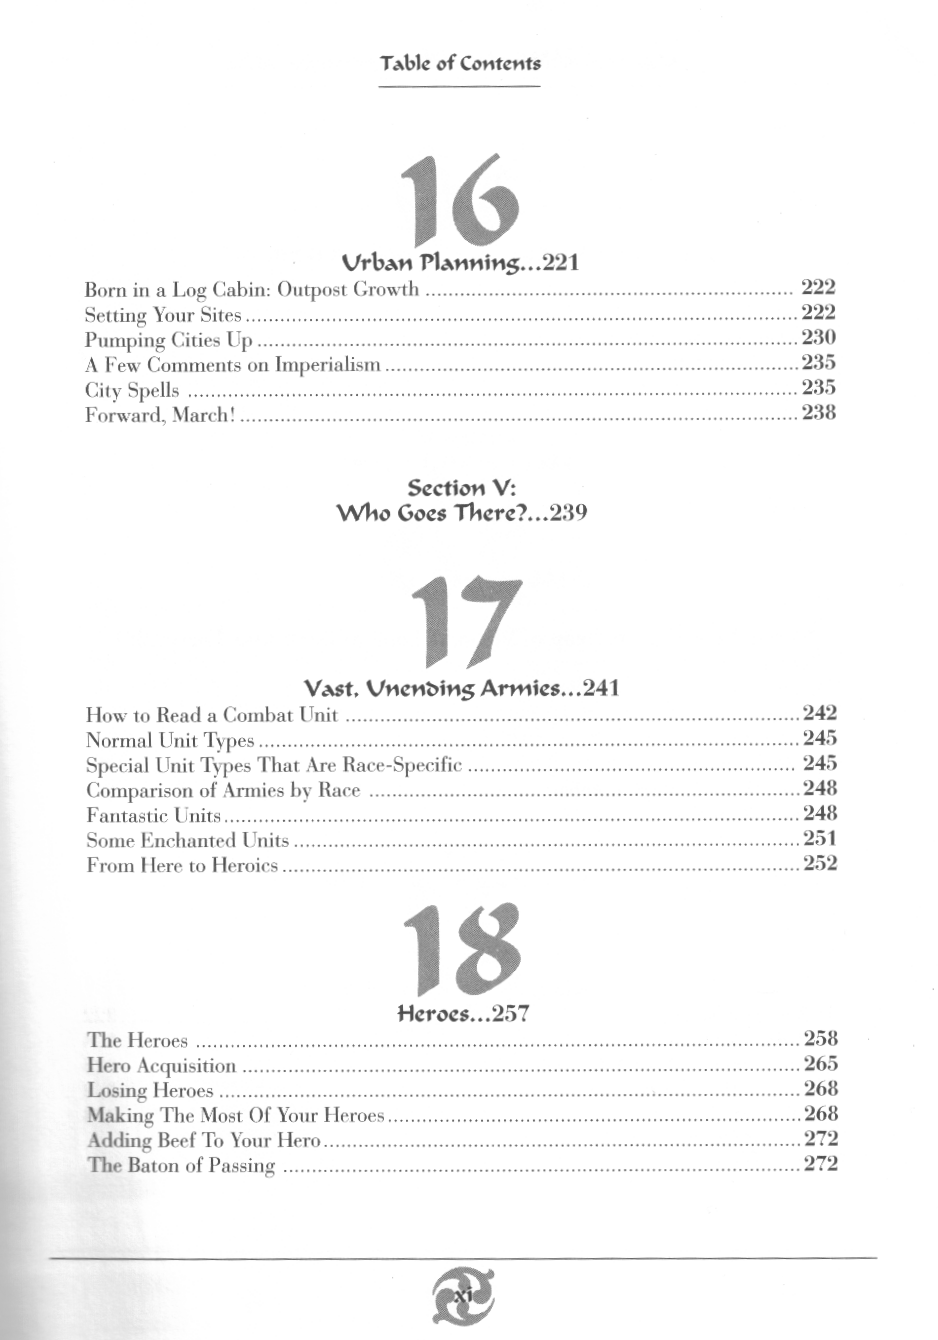 Table of Contents
16
Urban Planning...221
Born in a Log Cabin: Outpost Growth ................................................................ 222
Setting Your Sites ................................................................................................ 222
Pumping Cities Up .............................................................................................. 230
A Few Comments on Imperialism ........................................................................ 235
City Spells .......................................................................................................... 235
Forward, March! ................................................................................................. 238
Section V:
Who Goes There?...239
17
Vast, Unending Armies...241
How to Read a Combat Unit ............................................................................... 242
Normal Unit Types .............................................................................................. 245
Special Unit Types That Are Race-Specific ......................................................... 245
Comparison of Armies by Race ........................................................................... 248
Fantastic Units .................................................................................................... 248
Some Enchanted Units ........................................................................................ 251
From Here to Heroics .......................................................................................... 252
18
Heroes...257
The Heroes ......................................................................................................... 258
Hero Acquisition ................................................................................................. 265
Losing Heroes ..................................................................................................... 268
Making The Most Of Your Heroes ........................................................................ 268
Adding Beef To Your Hero ................................................................................... 272
The Baton of Passing .......................................................................................... 272
xi